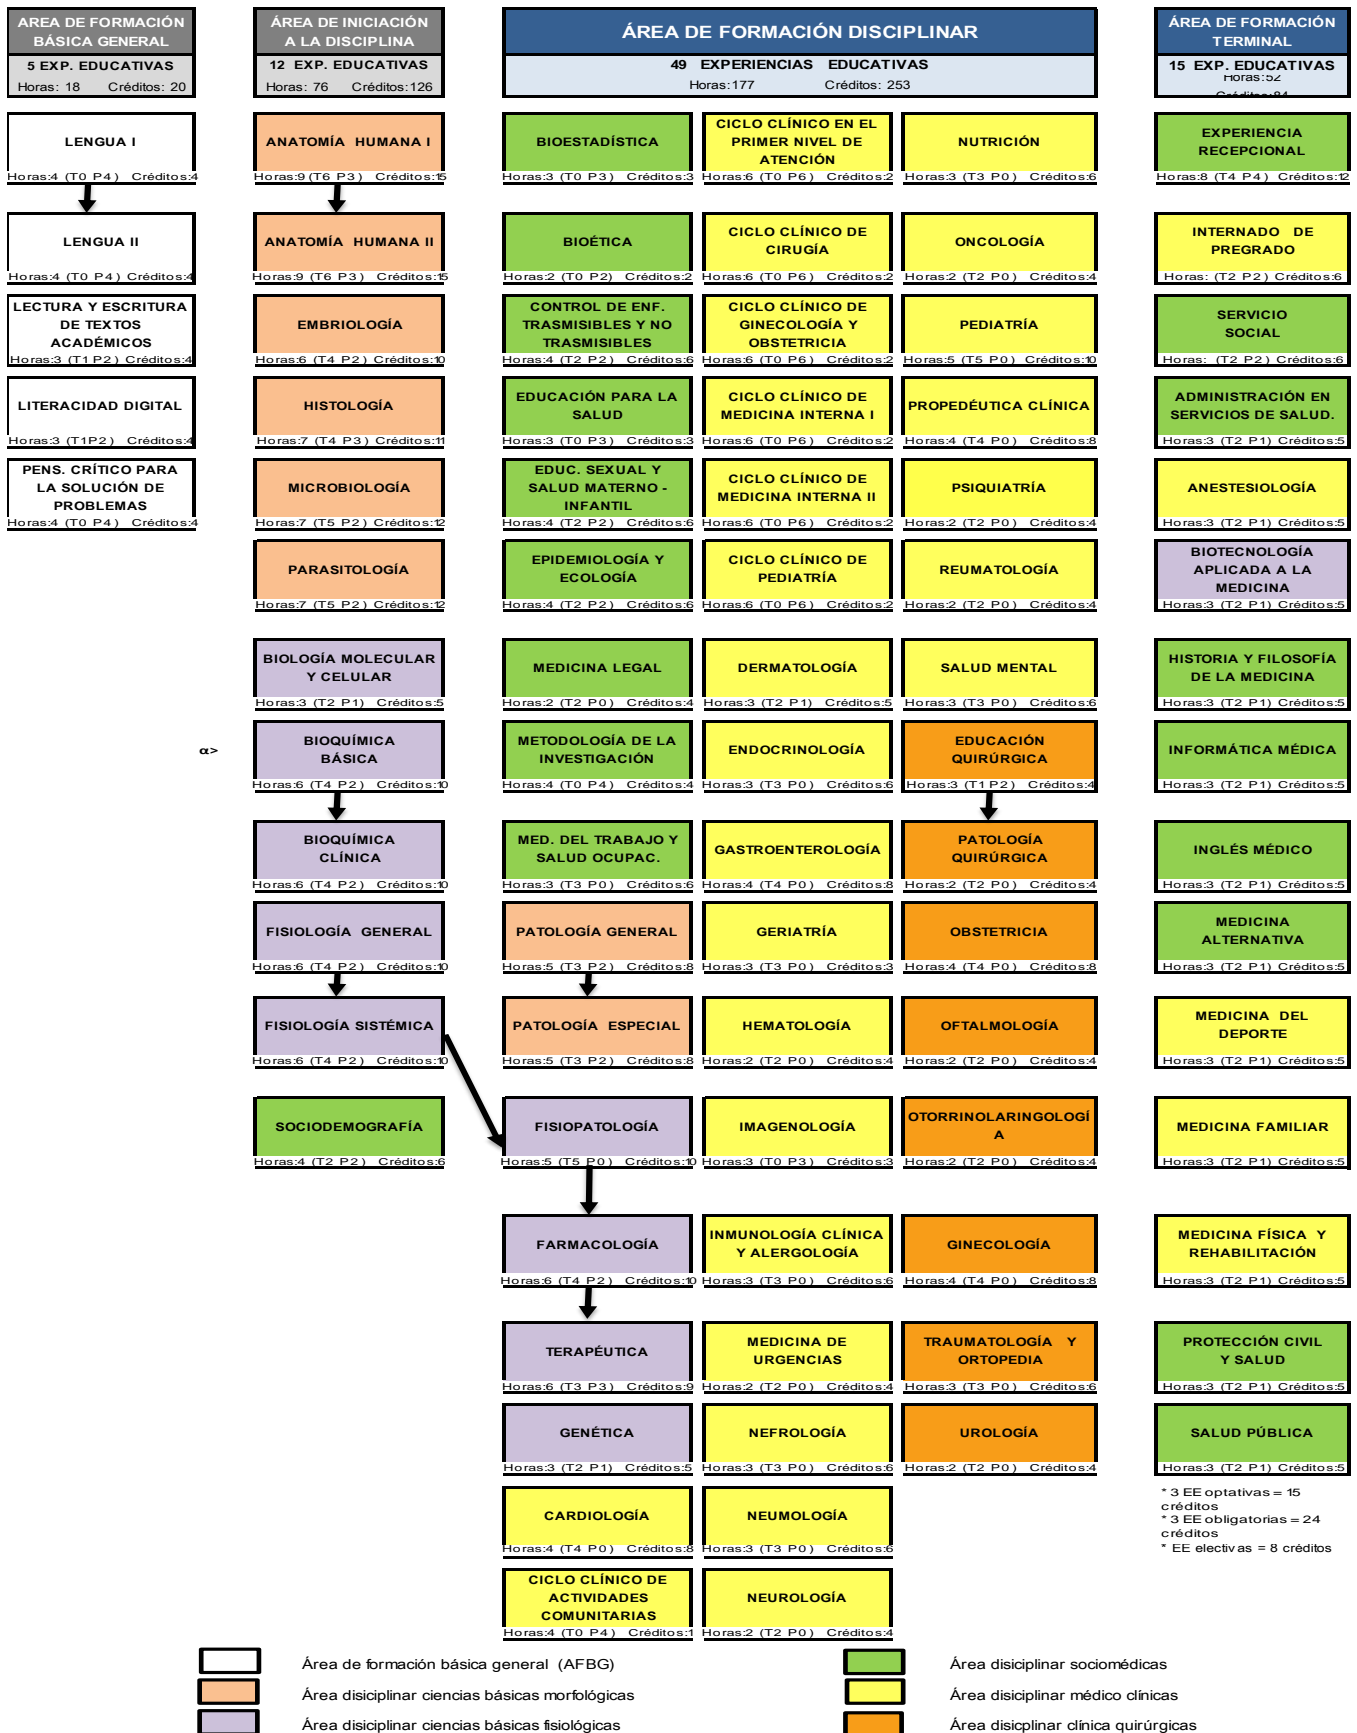 AREA DE FORMACIÓN
BÁSICA GENERAL
5 EXP. EDUCATIVAS
Horas: 18 Créditos: 20
LENGUA I
Horas:4 (T0 P4) Créditos:4
LENGUA II
Horas:4 (T0 P4) Créditos:4
LECTURA Y ESCRITURA
DE TEXTOS
ACADÉMICOS
Horas:3 (T1 P2) Créditos:4
LITERACIDAD DIGITAL
Horas:3 (T1P2) Créditos:4
PENS. CRÍTICO PARA
LA SOLUCIÓN DE
PROBLEMAS
Horas:4 (T0 P4) Créditos:4
α>
ÁREA DE INICIACIÓN
A LA DISCIPLINA
12 EXP. EDUCATIVAS
Horas: 76 Créditos:126
ANATOMÍA HUMANA I
Horas:9 (T6 P3) Créditos:15
ANATOMÍA HUMANA II
Horas:9 (T6 P3) Créditos:15
EMBRIOLOGÍA
Horas:6 (T4 P2) Créditos:10
HISTOLOGÍA
Horas:7 (T4 P3) Créditos:11
MICROBIOLOGÍA
Horas:7 (T5 P2) Créditos:12
PARASITOLOGÍA
Horas:7 (T5 P2) Créditos:12
BIOLOGÍA MOLECULAR
Y CELULAR
Horas:3 (T2 P1) Créditos:5
BIOQUÍMICA
BÁSICA
Horas:6 (T4 P2) Créditos:10
BIOQUÍMICA
CLÍNICA
Horas:6 (T4 P2) Créditos:10
FISIOLOGÍA GENERAL
Horas:6 (T4 P2) Créditos:10
FISIOLOGÍA SISTÉMICA
Horas:6 (T4 P2) Créditos:10
SOCIODEMOGRAFÍA
Horas:4 (T2 P2) Créditos:6
ÁREA DE FORMACIÓN DISCIPLINAR
49 EXPERIENCIAS EDUCATIVAS
Horas:177 Créditos: 253
BIOESTADÍSTICA
Horas:3 (T0 P3) Créditos:3
BIOÉTICA
Horas:2 (T0 P2) Créditos:2
CONTROL DE ENF.
TRASMISIBLES Y NO
TRASMISIBLES
Horas:4 (T2 P2) Créditos:6
EDUCACIÓN PARA LA
SALUD
Horas:3 (T0 P3) Créditos:3
EDUC. SEXUAL Y
SALUD MATERNO -
INFANTIL
Horas:4 (T2 P2) Créditos:6
EPIDEMIOLOGÍA Y
ECOLOGÍA
Horas:4 (T2 P2) Créditos:6
MEDICINA LEGAL
Horas:2 (T2 P0) Créditos:4
METODOLOGÍA DE LA
INVESTIGACIÓN
Horas:4 (T0 P4) Créditos:4
MED. DEL TRABAJO Y
SALUD OCUPAC.
Horas:3 (T3 P0) Créditos:6
PATOLOGÍA GENERAL
Horas:5 (T3 P2) Créditos:8
PATOLOGÍA ESPECIAL
Horas:5 (T3 P2) Créditos:8
FISIOPATOLOGÍA
Horas:5 (T5 P0) Créditos:10
FARMACOLOGÍA
Horas:6 (T4 P2) Créditos:10
TERAPÉUTICA
Horas:6 (T3 P3) Créditos:9
GENÉTICA
Horas:3 (T2 P1) Créditos:5
CARDIOLOGÍA
Horas:4 (T4 P0) Créditos:8
CICLO CLÍNICO DE
ACTIVIDADES
COMUNITARIAS
Horas:4 (T0 P4) Créditos:1
CICLO CLÍNICO EN EL
PRIMER NIVEL DE
ATENCIÓN
Horas:6 (T0 P6) Créditos:2
CICLO CLÍNICO DE
CIRUGÍA
Horas:6 (T0 P6) Créditos:2
CICLO CLÍNICO DE
GINECOLOGÍA Y
OBSTETRICIA
Horas:6 (T0 P6) Créditos:2
CICLO CLÍNICO DE
MEDICINA INTERNA I
Horas:6 (T0 P6) Créditos:2
CICLO CLÍNICO DE
MEDICINA INTERNA II
Horas:6 (T0 P6) Créditos:2
CICLO CLÍNICO DE
PEDIATRÍA
Horas:6 (T0 P6) Créditos:2
DERMATOLOGÍA
Horas:3 (T2 P1) Créditos:5
ENDOCRINOLOGÍA
Horas:3 (T3 P0) Créditos:6
GASTROENTEROLOGÍA
Horas:4 (T4 P0) Créditos:8
GERIATRÍA
Horas:3 (T3 P0) Créditos:3
HEMATOLOGÍA
Horas:2 (T2 P0) Créditos:4
IMAGENOLOGÍA
Horas:3 (T0 P3) Créditos:3
INMUNOLOGÍA CLÍNICA
Y ALERGOLOGÍA
Horas:3 (T3 P0) Créditos:6
MEDICINA DE
URGENCIAS
Horas:2 (T2 P0) Créditos:4
NEFROLOGÍA
Horas:3 (T3 P0) Créditos:6
NEUMOLOGÍA
Horas:3 (T3 P0) Créditos:6
NEUROLOGÍA
Horas:2 (T2 P0) Créditos:4
NUTRICIÓN
Horas:3 (T3 P0) Créditos:6
ONCOLOGÍA
Horas:2 (T2 P0) Créditos:4
PEDIATRÍA
Horas:5 (T5 P0) Créditos:10
PROPEDÉUTICA CLÍNICA
Horas:4 (T4 P0) Créditos:8
PSIQUIATRÍA
Horas:2 (T2 P0) Créditos:4
REUMATOLOGÍA
Horas:2 (T2 P0) Créditos:4
SALUD MENTAL
Horas:3 (T3 P0) Créditos:6
EDUCACIÓN
QUIRÚRGICA
Horas:3 (T1 P2) Créditos:4
PATOLOGÍA
QUIRÚRGICA
Horas:2 (T2 P0) Créditos:4
OBSTETRICIA
Horas:4 (T4 P0) Créditos:8
OFTALMOLOGÍA
Horas:2 (T2 P0) Créditos:4
OTORRINOLARINGOLOGÍ
A
Horas:2 (T2 P0) Créditos:4
GINECOLOGÍA
Horas:4 (T4 P0) Créditos:8
TRAUMATOLOGÍA Y
ORTOPEDIA
Horas:3 (T3 P0) Créditos:6
UROLOGÍA
Horas:2 (T2 P0) Créditos:4
ÁREA DE FORMACIÓN
TERMINAL
15 EXP. EDUCATIVAS
Horas:52
Créditos:84
EXPERIENCIA
RECEPCIONAL
Horas:8 (T4 P4) Créditos:12
INTERNADO DE
PREGRADO
Horas: (T2 P2) Créditos:6
SERVICIO
SOCIAL
Horas: (T2 P2) Créditos:6
ADMINISTRACIÓN EN
SERVICIOS DE SALUD.
Horas:3 (T2 P1) Créditos:5
ANESTESIOLOGÍA
Horas:3 (T2 P1) Créditos:5
BIOTECNOLOGÍA
APLICADA A LA
MEDICINA
Horas:3 (T2 P1) Créditos:5
HISTORIA Y FILOSOFÍA
DE LA MEDICINA
Horas:3 (T2 P1) Créditos:5
INFORMÁTICA MÉDICA
Horas:3 (T2 P1) Créditos:5
INGLÉS MÉDICO
Horas:3 (T2 P1) Créditos:5
MEDICINA
ALTERNATIVA
Horas:3 (T2 P1) Créditos:5
MEDICINA DEL
DEPORTE
Horas:3 (T2 P1) Créditos:5
MEDICINA FAMILIAR
Horas:3 (T2 P1) Créditos:5
MEDICINA FÍSICA Y
REHABILITACIÓN
Horas:3 (T2 P1) Créditos:5
PROTECCIÓN CIVIL
Y SALUD
Horas:3 (T2 P1) Créditos:5
SALUD PÚBLICA
Horas:3 (T2 P1) Créditos:5
* 3 EE optativas = 15
créditos
* 3 EE obligatorias = 24
créditos
* EE electivas = 8 créditos
Área de formación básica general (AFBG)
Área disiciplinar ciencias básicas morfológicas
Área disiciplinar ciencias básicas fisiológicas
Área disiciplinar sociomédicas
Área disiciplinar médico clínicas
Área disicplinar clínica quirúrgicas